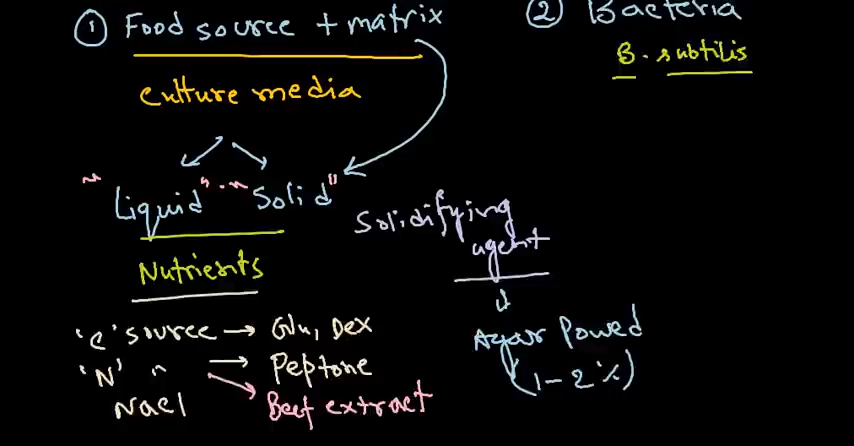 ① Food source + matrix
② Bacteria
B. subtilis
culture media
"Liquid" "Solid"
Solidifying
agent
Nutrients
'C' source → Glu, Dex
'N' " → Peptone
Nacl Beef extract
Agar Powed
(1-2%)